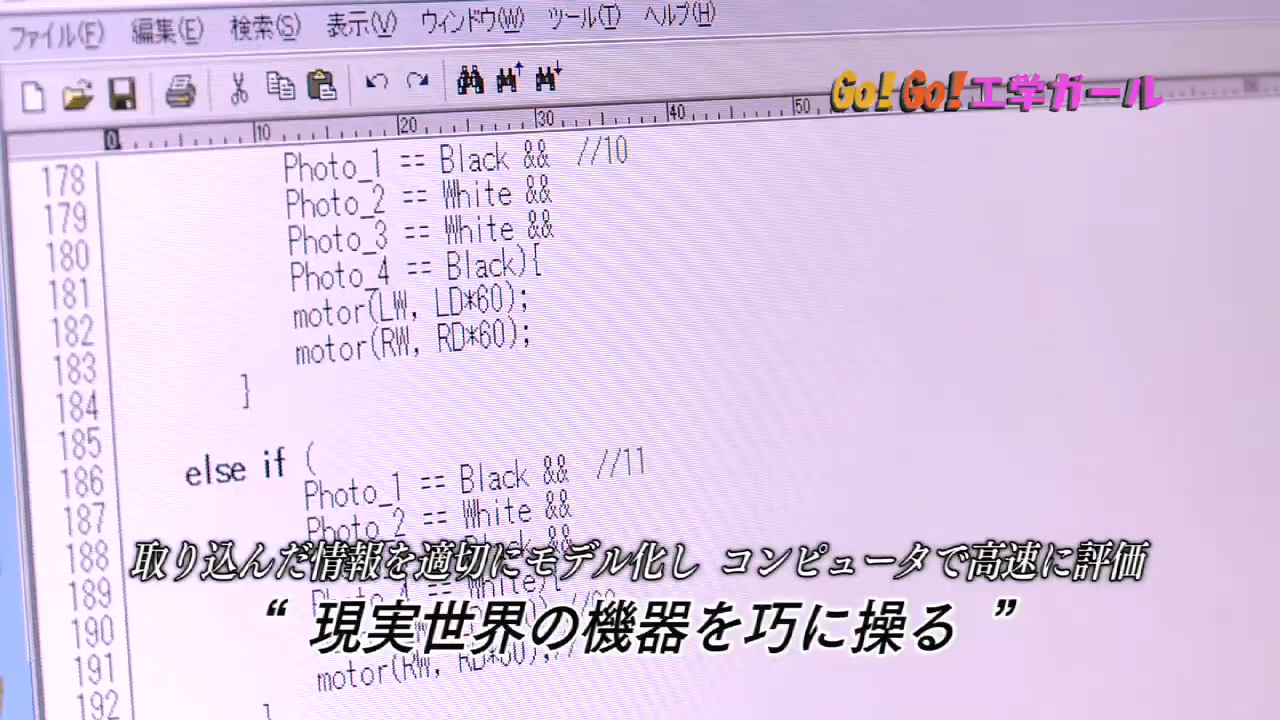 ファイル(F) 編集(E) 検索(S) 表示(V) ウィンドウ(W) ツール(T) ヘルプ(H)
Go! Go! 工学ガール
0 10 20 30 40 50
178 Photo_1 == Black && //10
179 Photo_2 == White &&
180 Photo_3 == White &&
181 Photo_4 == Black){
182 motor(LW, LD*60);
183 motor(RW, RD*60);
184 }
185
186 else if (
187 Photo_1 == Black && //11
188 Photo_2 == White &&
189 && 
190 Photo_4 == White){
191
192 motor(RW,
}
取り込んだ情報を適切にモデル化し コンピュータで高速に評価
“現実世界の機器を巧に操る”